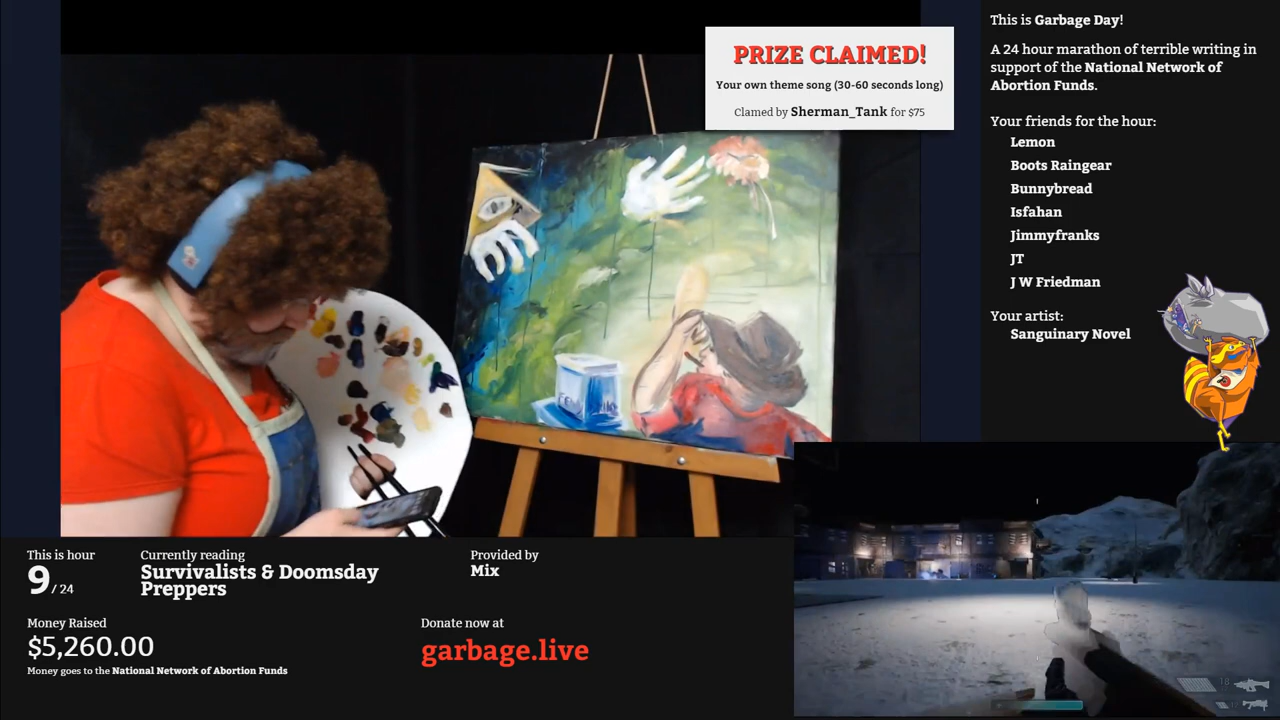 PRIZE CLAIMED!
Your own theme song (30-60 seconds long)
Clamed by Sherman_Tank for $75
This is Garbage Day!
A 24 hour marathon of terrible writing in
support of the National Network of
Abortion Funds.
Your friends for the hour:
Lemon
Boots Raingear
Bunnybread
Isfahan
Jimmyfranks
JT
J W Friedman
Your artist:
Sanguinary Novel
This is hour
9 / 24
Currently reading
Survivalists & Doomsday
Preppers
Provided by
Mix
Money Raised
$5,260.00
Money goes to the National Network of Abortion Funds
Donate now at
garbage.live
18